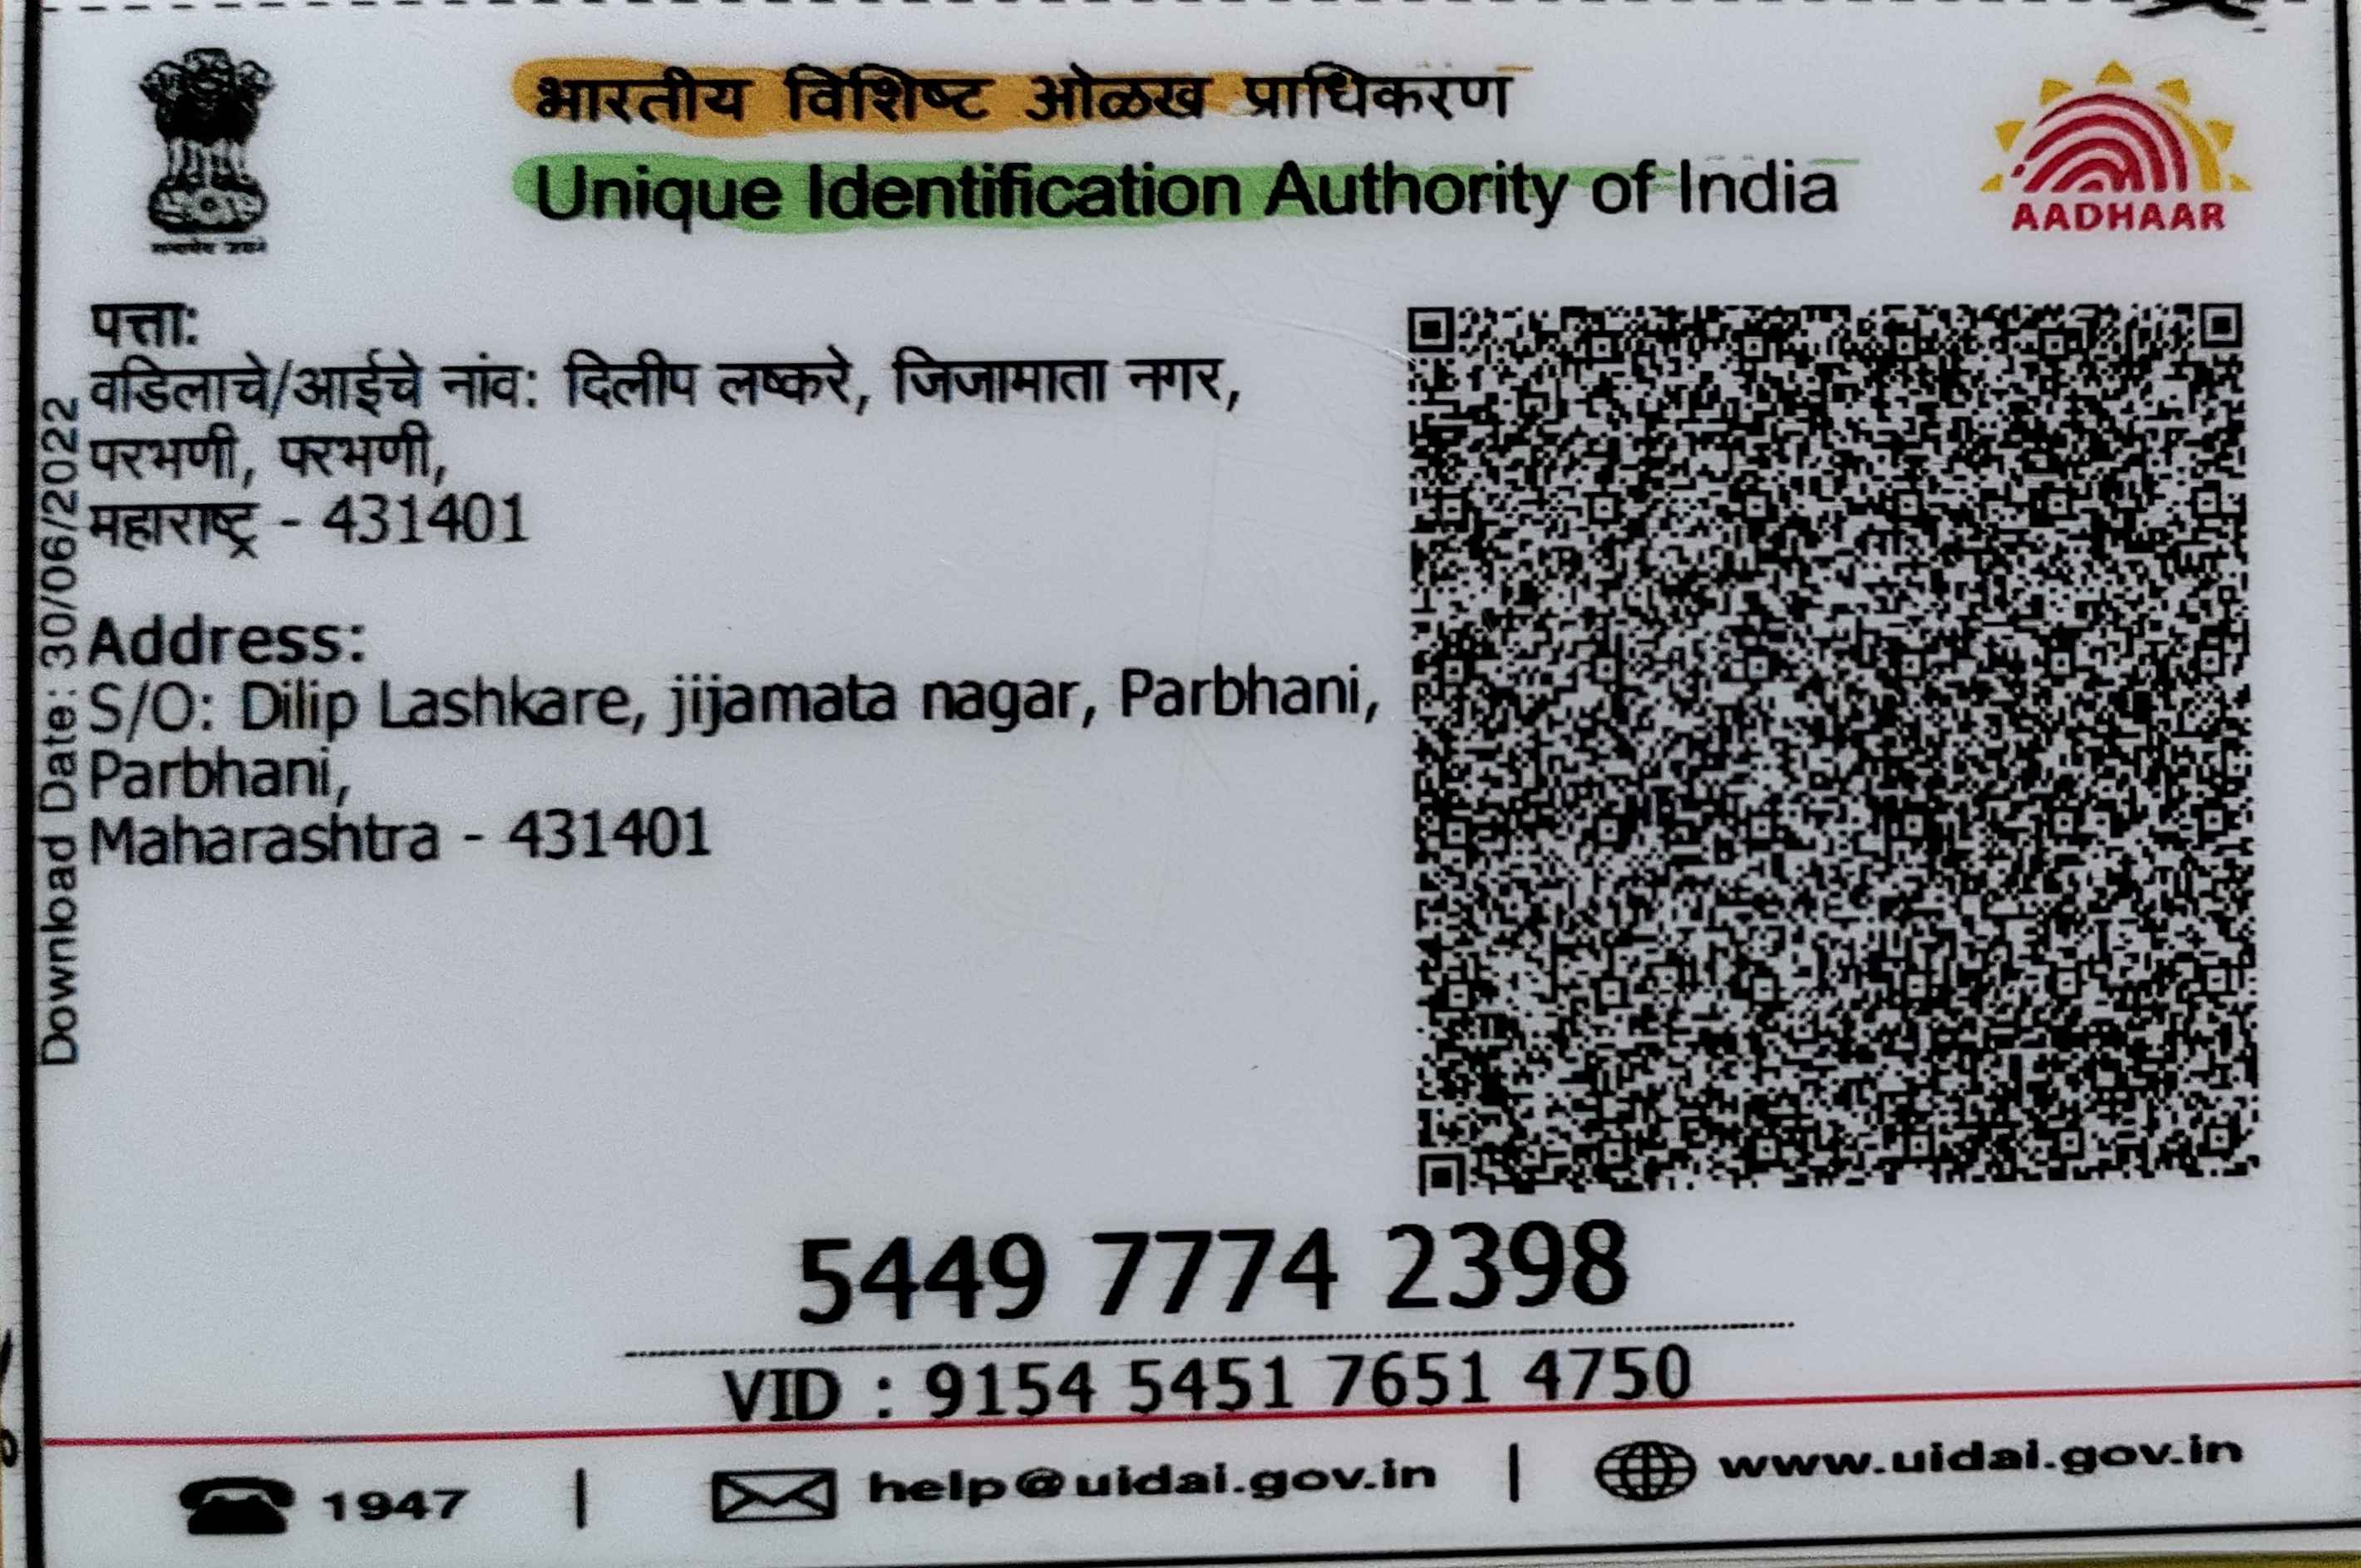 भारतीय विशिष्ट ओळख प्राधिकरण
Unique Identification Authority of India
AADHAAR
पत्ता:
वडिलाचे/आईचे नांव: दिलीप लष्करे, जिजामाता नगर,
परभणी, परभणी,
महाराष्ट्र - 431401
Address:
S/O: Dilip Lashkare, jijamata nagar, Parbhani,
Parbhani,
Maharashtra - 431401
Download Date: 30/06/2022
5449 7774 2398
VID : 9154 5451 7651 4750
1947 | help@uidai.gov.in | www.uidai.gov.in